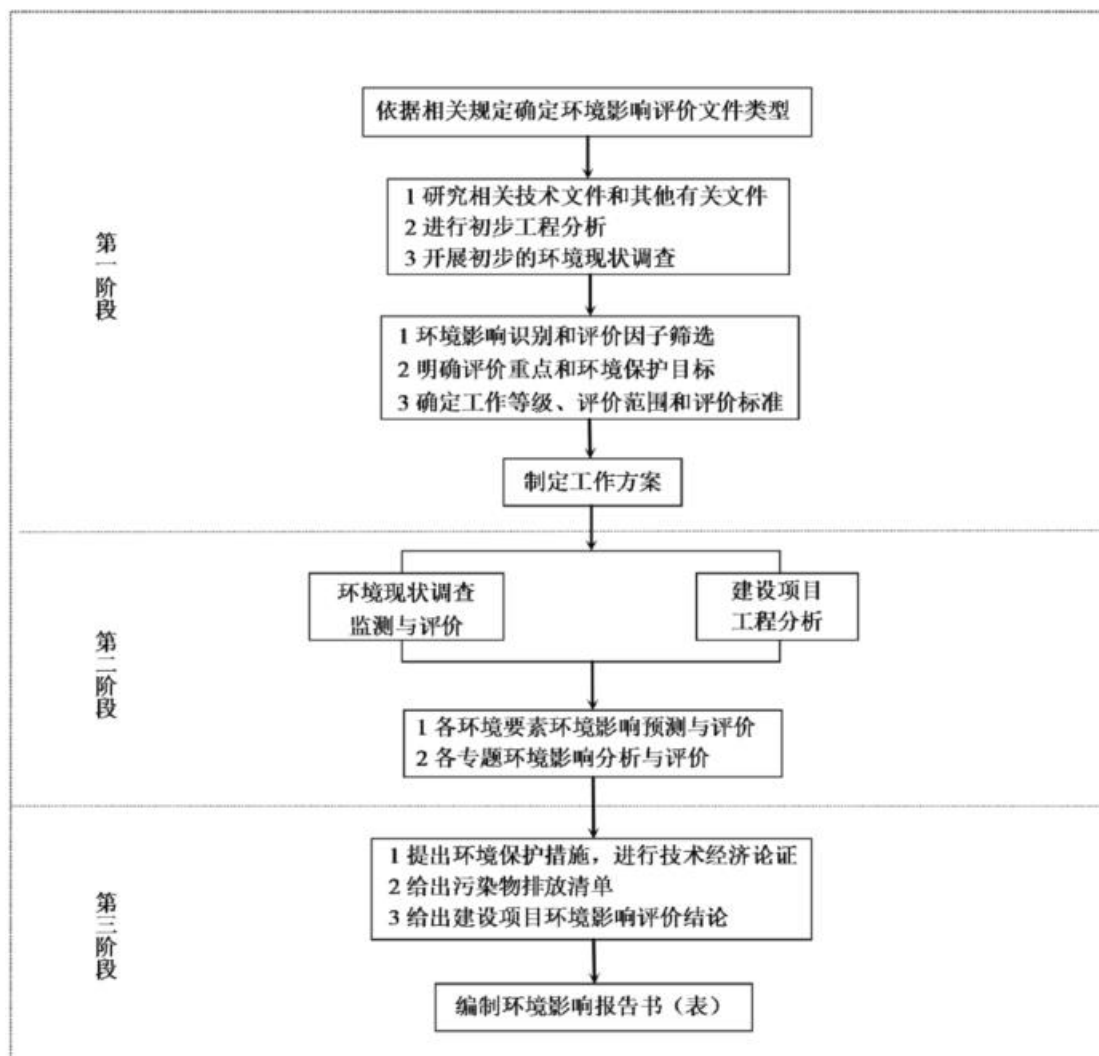 依据相关规定确定环境影响评价文件类型
1 研究相关技术文件和其他有关文件
2 进行初步工程分析
3 开展初步的环境现状调查
第一阶段
1 环境影响识别和评价因子筛选
2 明确评价重点和环境保护目标
3 确定工作等级、评价范围和评价标准
制定工作方案
环境现状调查
监测与评价
建设项目
工程分析
第二阶段
1 各环境要素环境影响预测与评价
2 各专题环境影响分析与评价
1 提出环境保护措施，进行技术经济论证
2 给出污染物排放清单
3 给出建设项目环境影响评价结论
第三阶段
编制环境影响报告书（表）